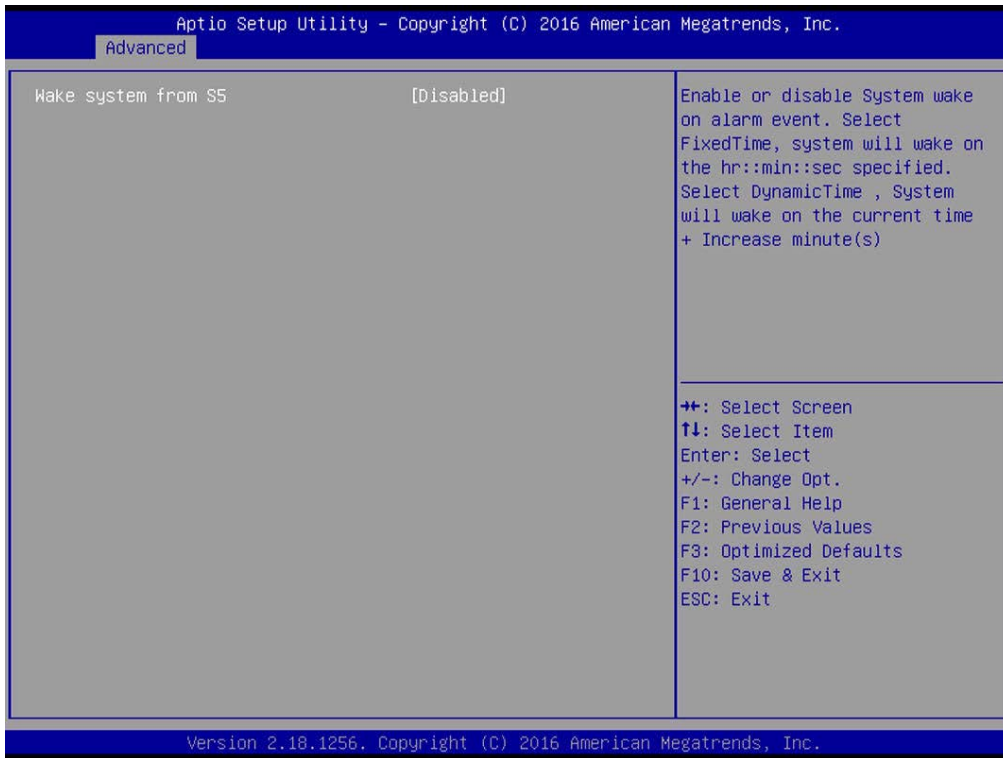 Aptio Setup Utility – Copyright (C) 2016 American Megatrends, Inc.
Advanced
Wake system from S5 [Disabled]
Enable or disable System wake
on alarm event. Select
FixedTime, system will wake on
the hr::min::sec specified.
Select DynamicTime , System
will wake on the current time
+ Increase minute(s)
→←: Select Screen
↑↓: Select Item
Enter: Select
+/-: Change Opt.
F1: General Help
F2: Previous Values
F3: Optimized Defaults
F10: Save & Exit
ESC: Exit
Version 2.18.1256. Copyright (C) 2016 American Megatrends, Inc.